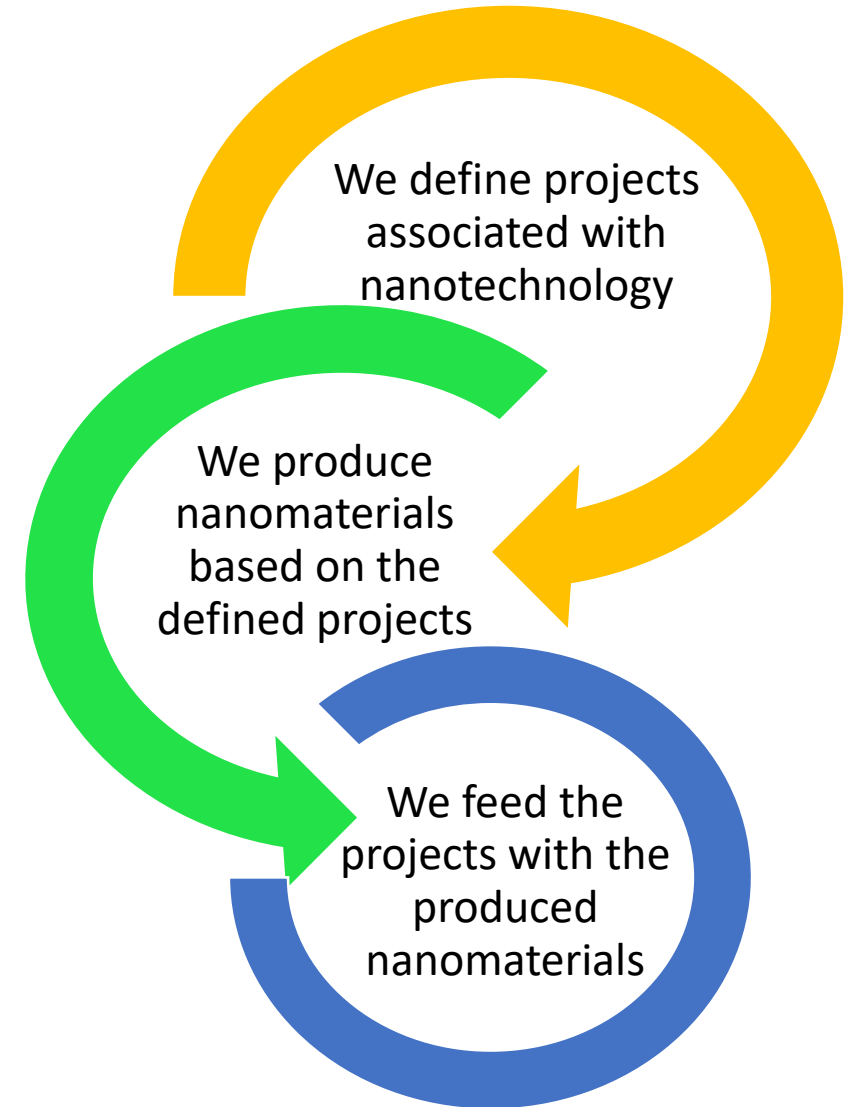 We define projects
associated with
nanotechnology
We produce
nanomaterials
based on the
defined projects
We feed the
projects with the
produced
nanomaterials